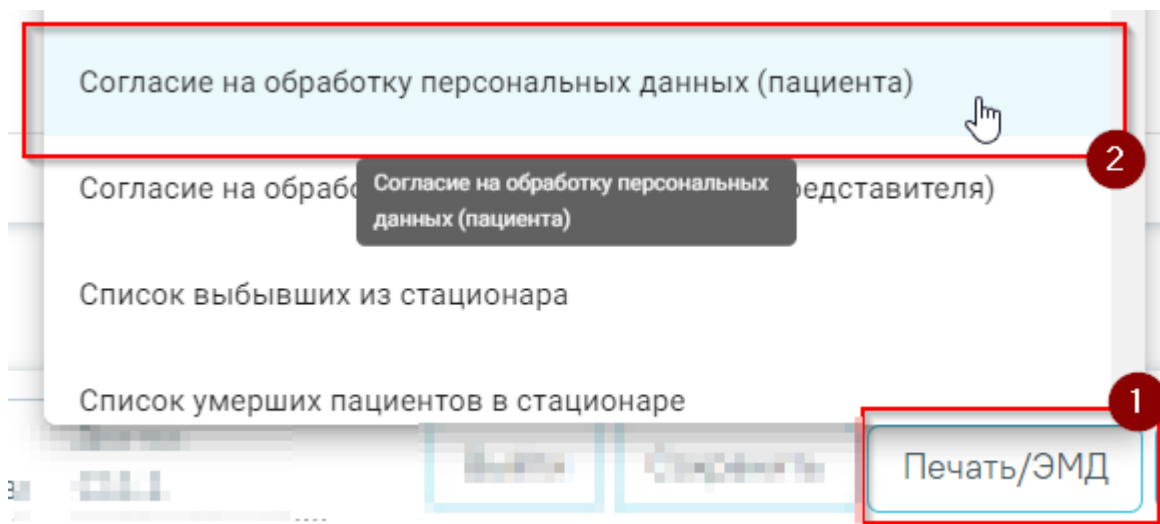 Согласие на обработку персональных данных (пациента)
2
Согласие на обрабо редставителя)
Согласие на обработку персональных
данных (пациента)
Список выбывших из стационара
Список умерших пациентов в стационаре
1
Печать/ЭМД